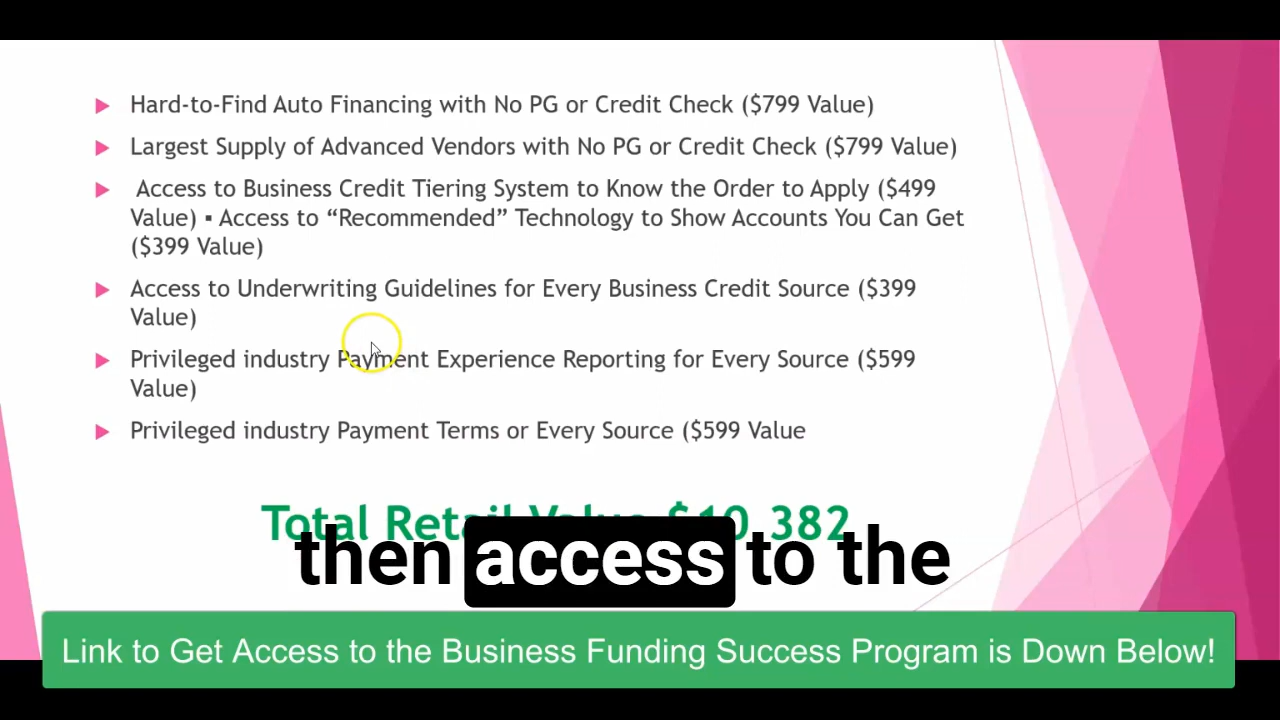 Hard-to-Find Auto Financing with No PG or Credit Check ($799 Value)
Largest Supply of Advanced Vendors with No PG or Credit Check ($799 Value)
Access to Business Credit Tiering System to Know the Order to Apply ($499
Value) ▪ Access to “Recommended” Technology to Show Accounts You Can Get
($399 Value)
Access to Underwriting Guidelines for Every Business Credit Source ($399
Value)
Privileged industry Payment Experience Reporting for Every Source ($599
Value)
Privileged industry Payment Terms or Every Source ($599 Value
Total Retail Value $10,382
then access to the
Link to Get Access to the Business Funding Success Program is Down Below!